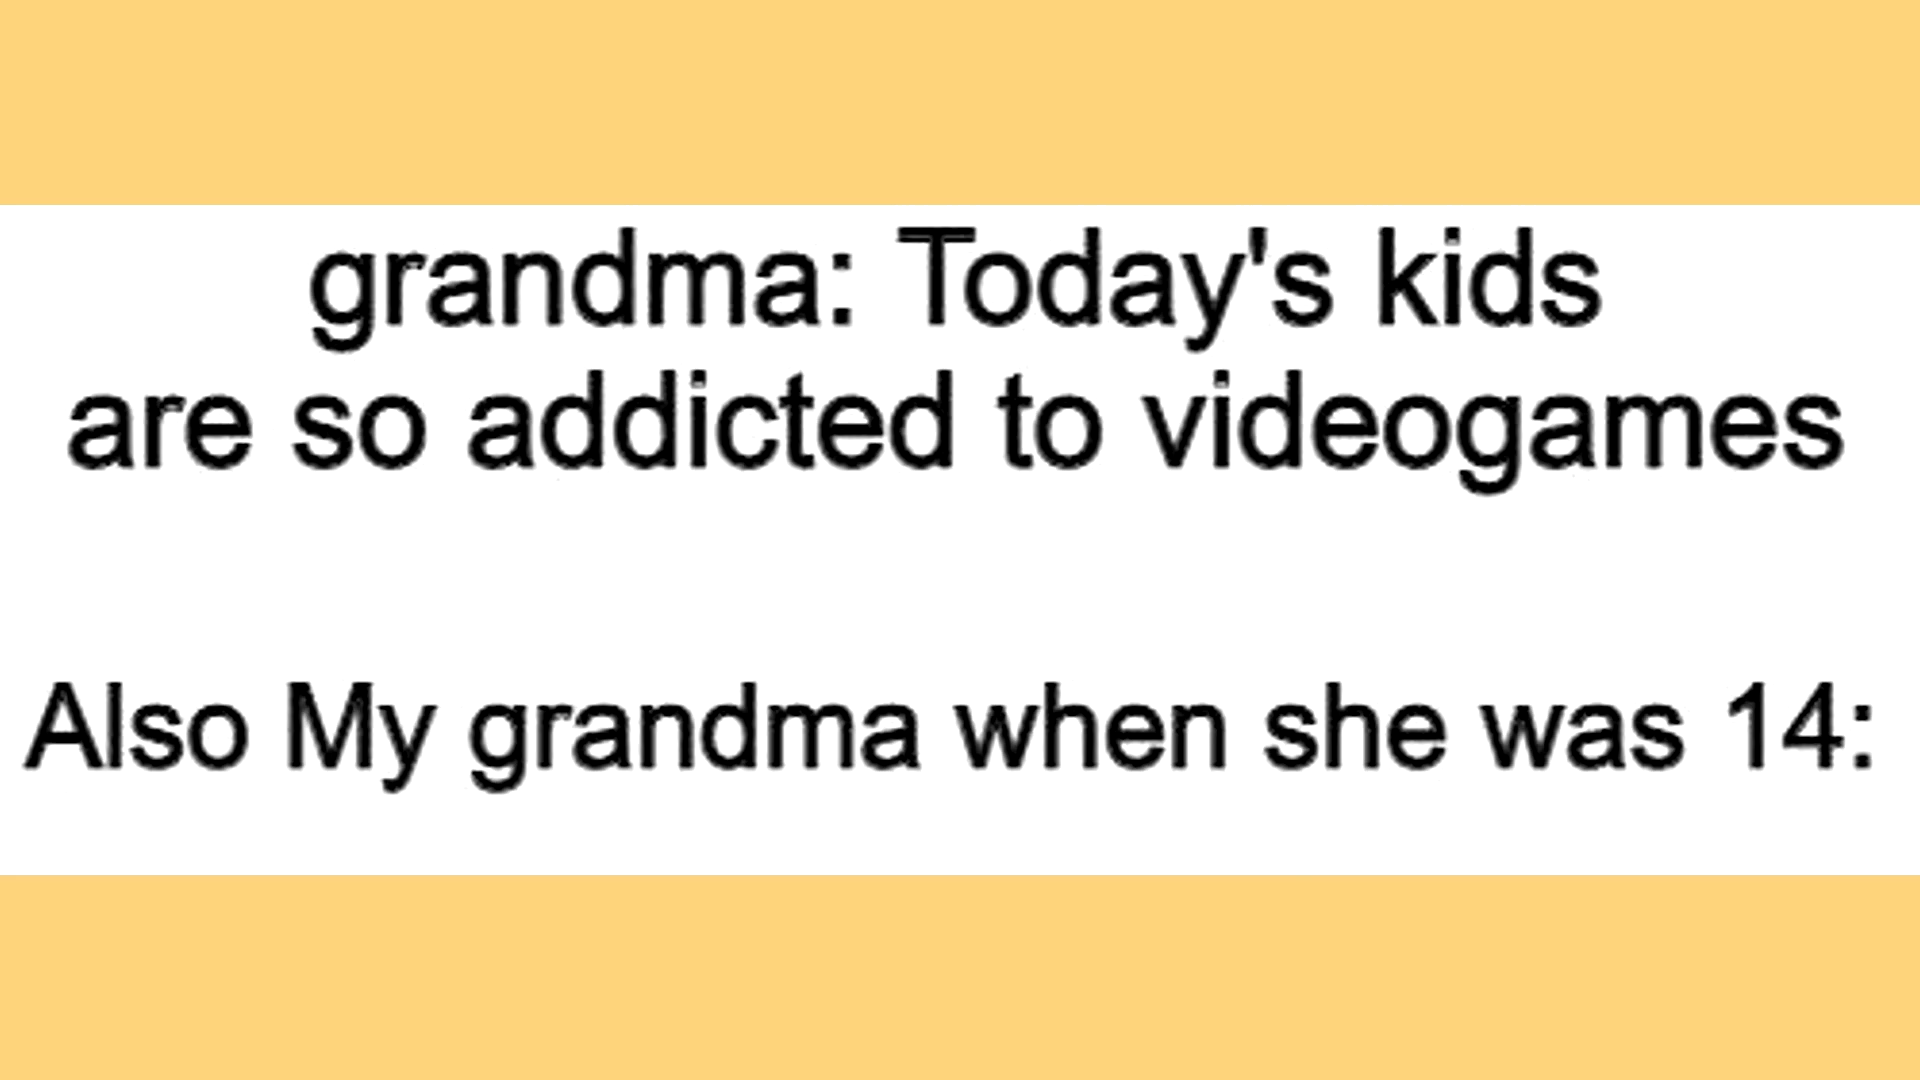 grandma: Today's kids
are so addicted to videogames
Also My grandma when she was 14: